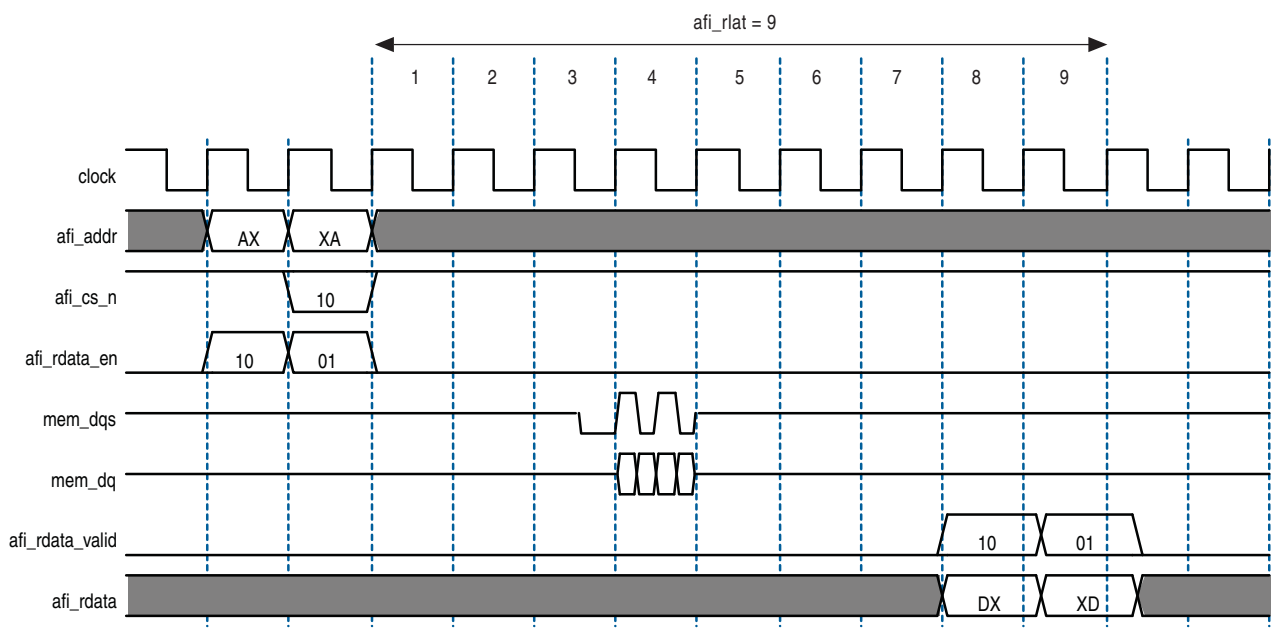 afi_rlat = 9
1 2 3 4 5 6 7 8 9
clock
afi_addr AX XA
afi_cs_n 10
afi_rdata_en 10 01
mem_dqs
mem_dq
afi_rdata_valid 10 01
afi_rdata DX XD